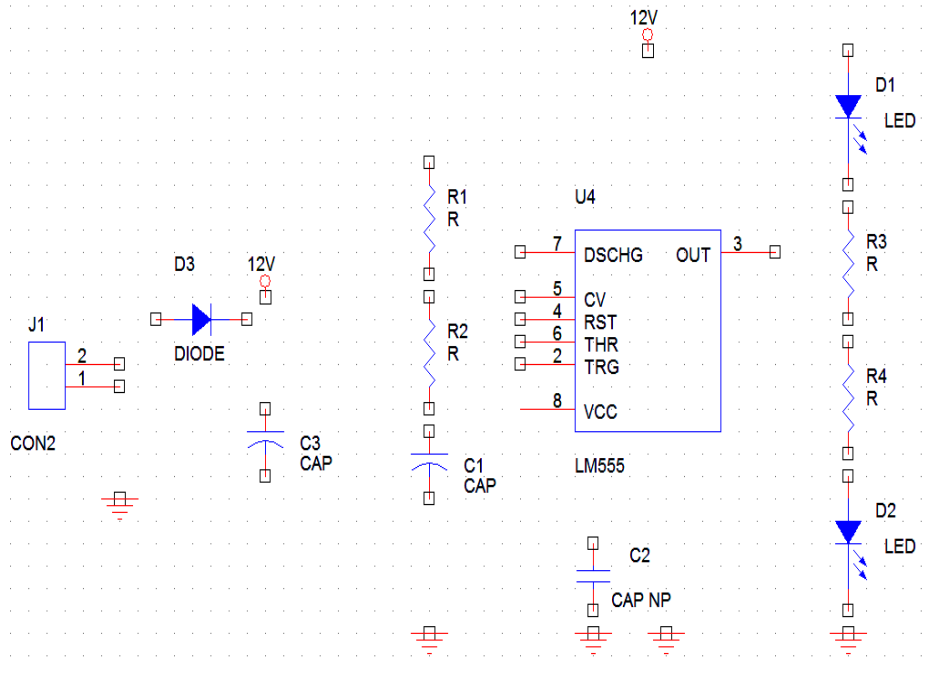 12V
D1
LED
R1
R
U4
7
DSCHG
OUT
3
5
CV
4
RST
6
THR
2
TRG
8
VCC
LM555
R3
R
D3
12V
DIODE
J1
2
1
CON2
R2
R
R4
R
C3
CAP
C1
CAP
D2
LED
C2
CAP NP